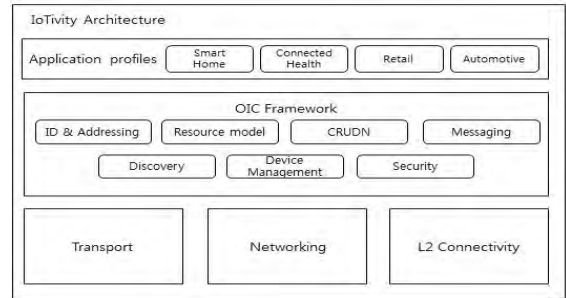 IoTivity Architecture
Application profiles
Smart
Home
Connected
Health
Retail
Automotive
OIC Framework
ID & Addressing
Resource model
CRUDN
Messaging
Discovery
Device
Management
Security
Transport
Networking
L2 Connectivity